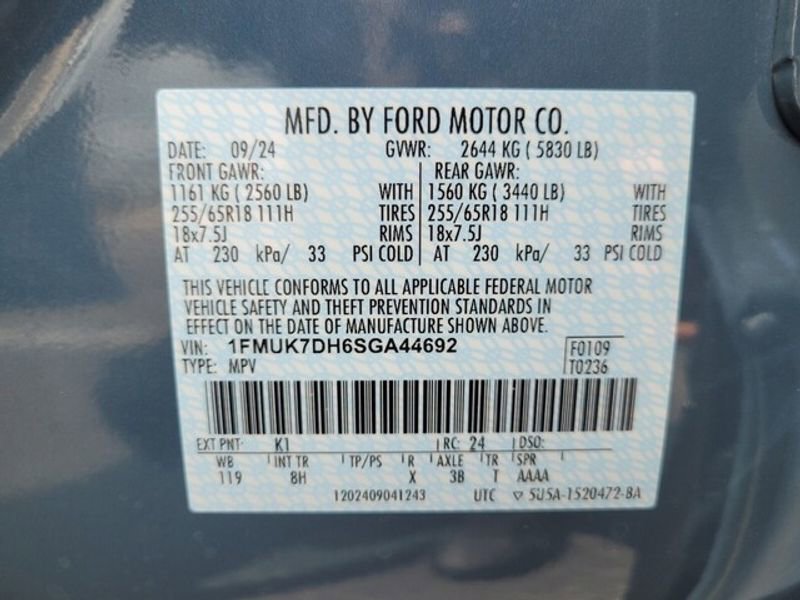 MFD. BY FORD MOTOR CO.
DATE: 09/24 GVWR: 2644 KG ( 5830 LB)
FRONT GAWR: REAR GAWR:
1161 KG ( 2560 LB) WITH 1560 KG ( 3440 LB) WITH
255/65R18 111H TIRES 255/65R18 111H TIRES
18x7.5J RIMS 18x7.5J RIMS
AT 230 kPa/ 33 PSI COLD AT 230 kPa/ 33 PSI COLD
THIS VEHICLE CONFORMS TO ALL APPLICABLE FEDERAL MOTOR
VEHICLE SAFETY AND THEFT PREVENTION STANDARDS IN
EFFECT ON THE DATE OF MANUFACTURE SHOWN ABOVE.
VIN: 1FMUK7DH6SGA44692 F0109
TYPE: MPV T0236
EXT PNT: K1 RC: 24 DSO:
WB INT TR TP/PS R AXLE TR SPR
119 8H X 3B T AAAA
1202409041243 UTC ▽ 5U5A-1520472-BA